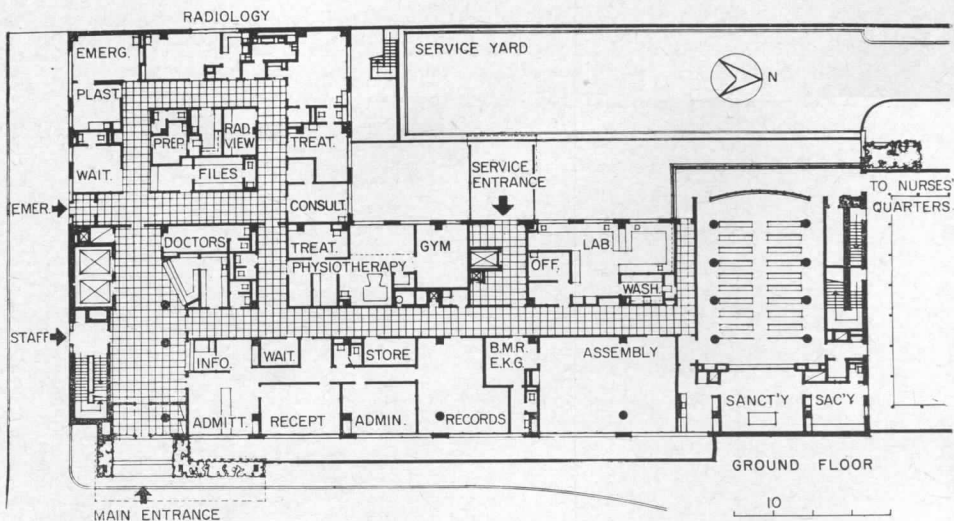 RADIOLOGY
EMERG.
SERVICE YARD
N
PLAST.
PREP.
RAD.
VIEW
TREAT.
WAIT.
FILES
SERVICE
ENTRANCE
TO NURSES'
QUARTERS
EMER.
CONSULT.
DOCTORS
TREAT.
GYM
LAB.
PHYSIOTHERAPY
OFF.
WASH.
STAFF
INFO.
WAIT.
STORE
B.M.R.
E.K.G.
ASSEMBLY
ADMITT.
RECEPT
ADMIN.
RECORDS
SANCT'Y
SAC'Y
GROUND FLOOR
MAIN ENTRANCE
10